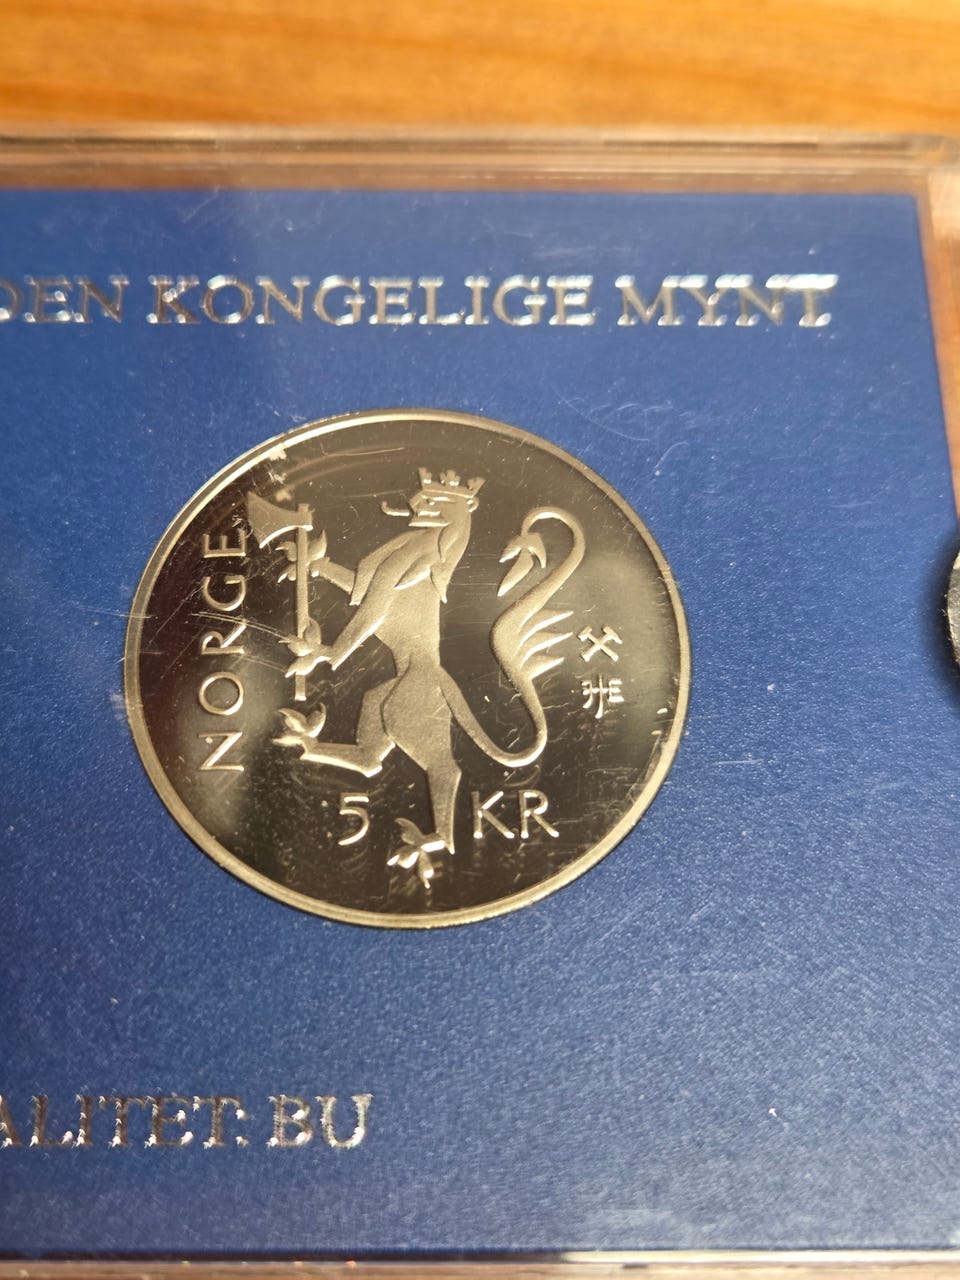 DEN KONGELIGE MYNT
NORGE
5 KR
ALITET: BU